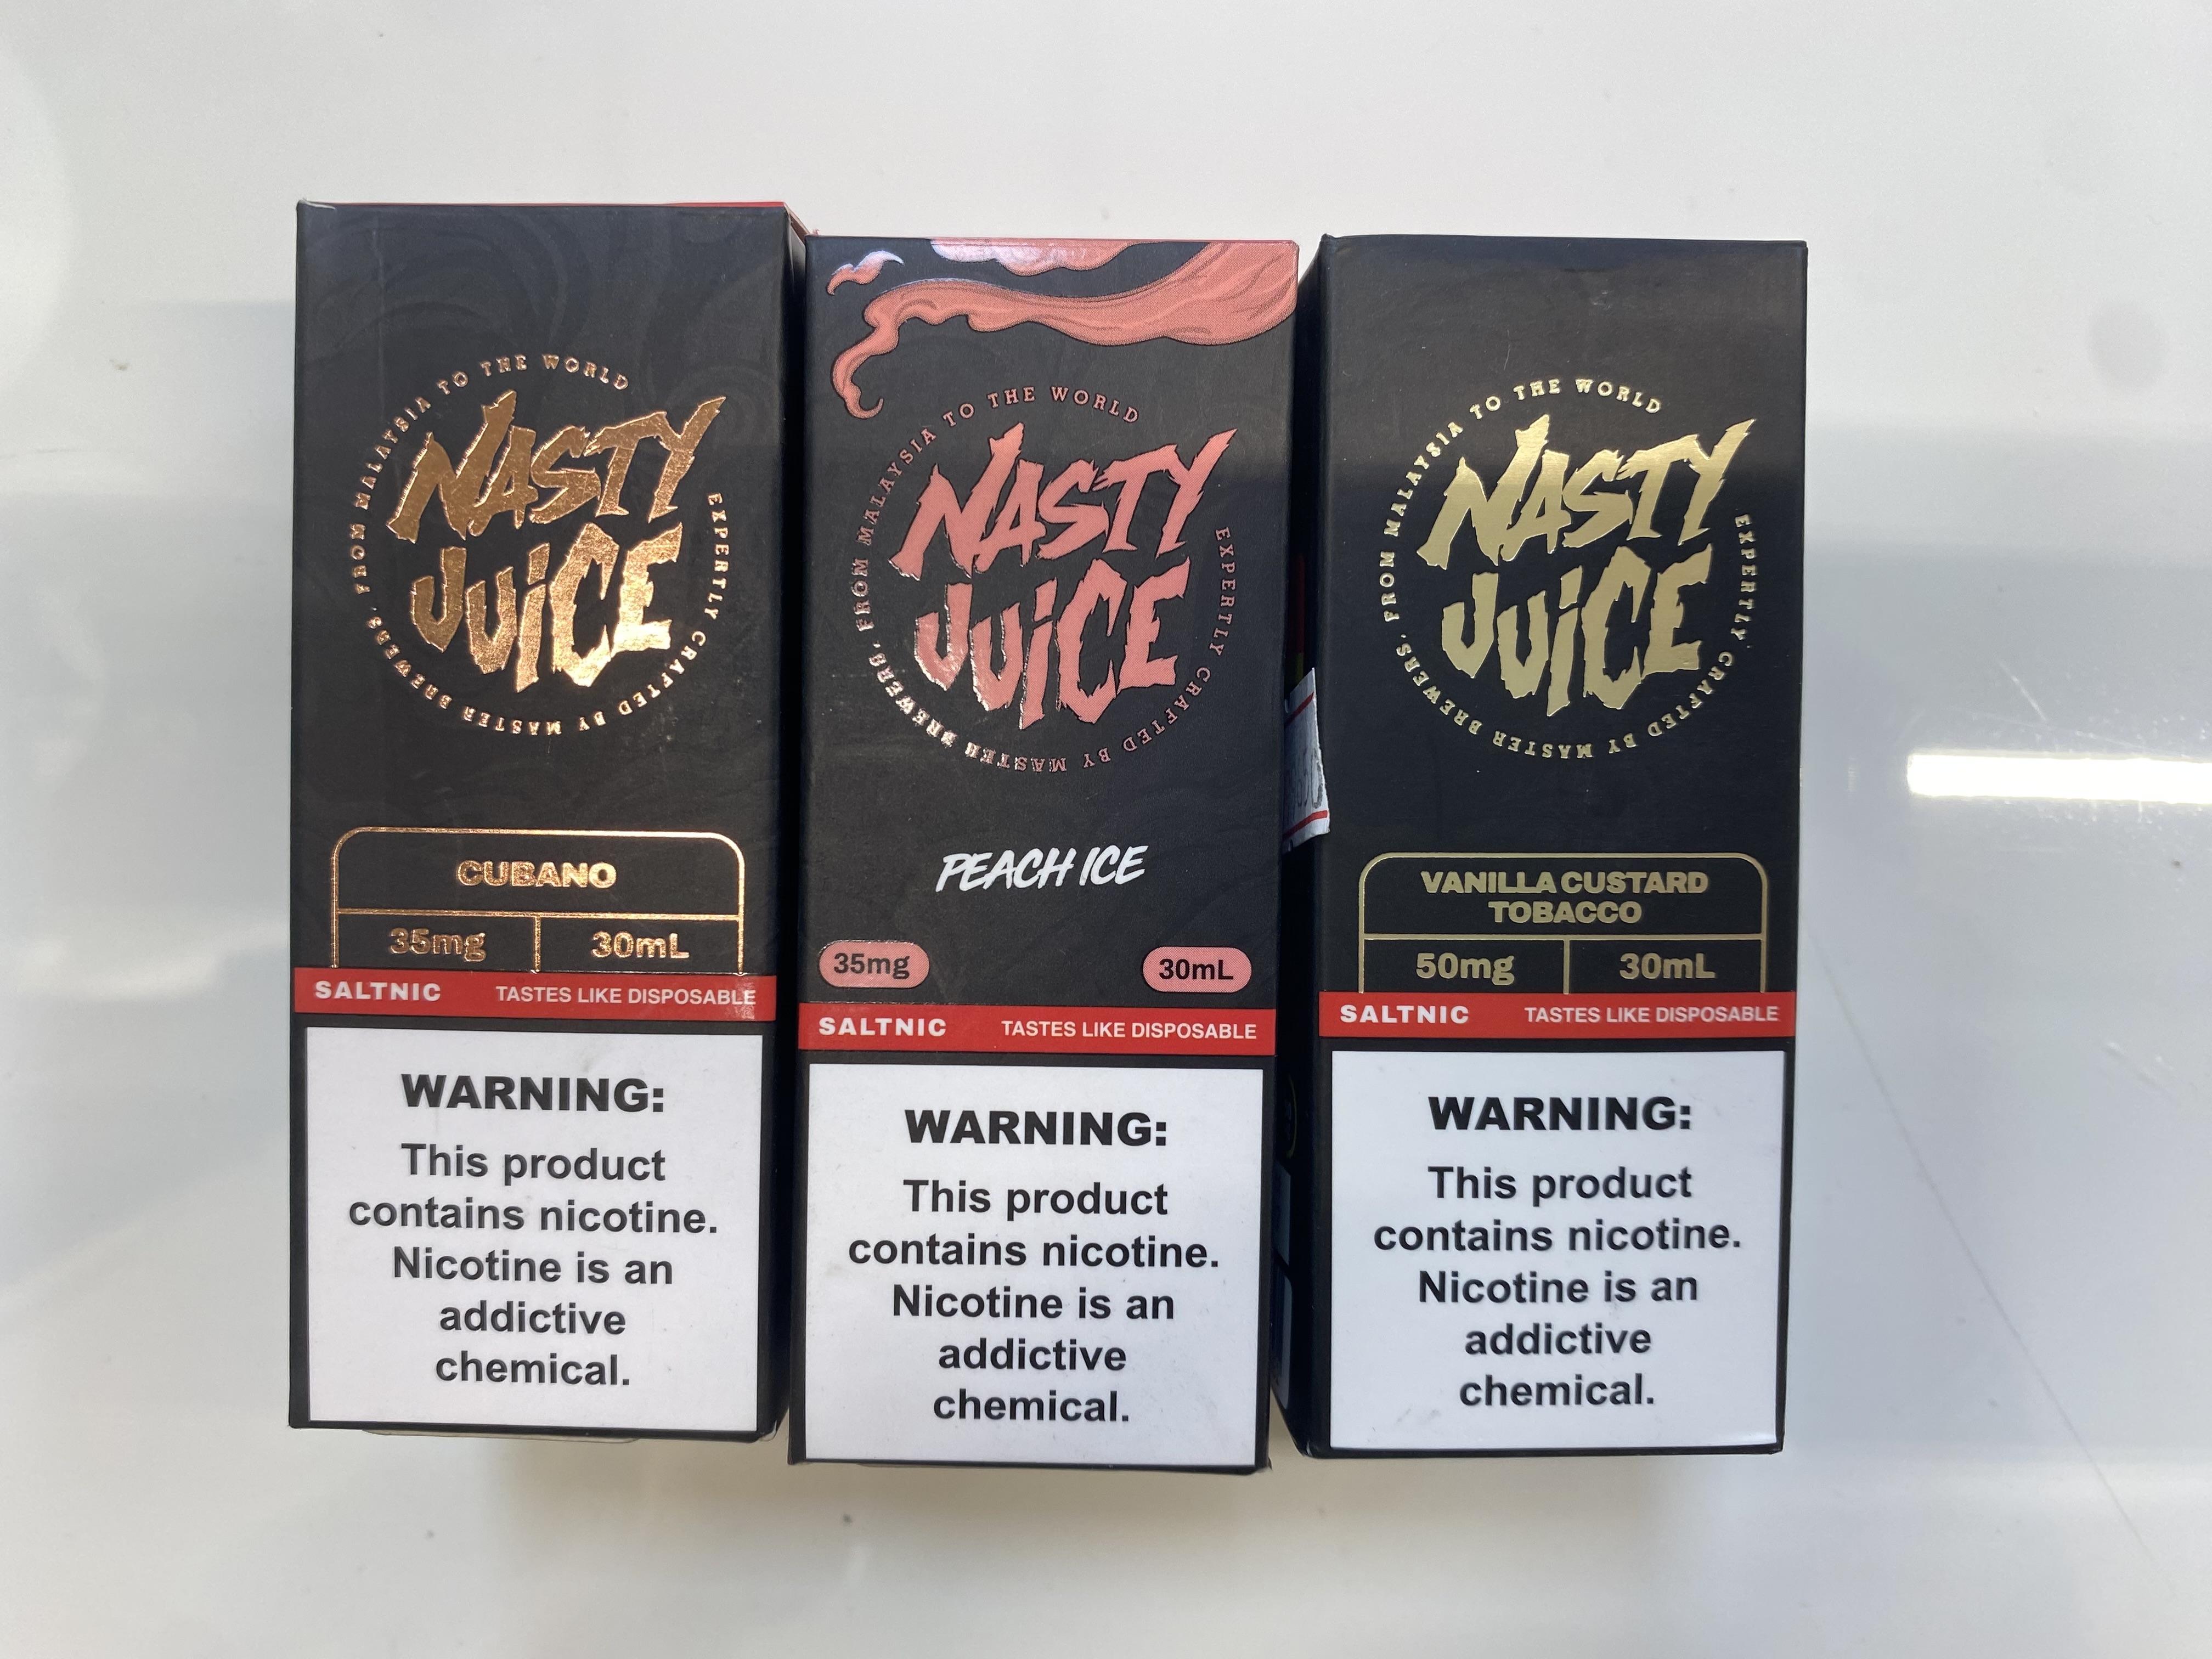 FROM MALAYSIA TO THE WORLD
NASTY
JUICE
EXPERTLY CRAFTED BY MASTER BREWERS.
CUBANO
35mg 30mL
SALTNIC TASTES LIKE DISPOSABLE
WARNING:
This product
contains nicotine.
Nicotine is an
addictive
chemical.
FROM MALAYSIA TO THE WORLD
NASTY
JUICE
EXPERTLY CRAFTED BY MASTER BREWERS.
PEACH ICE
35mg 30mL
SALTNIC TASTES LIKE DISPOSABLE
WARNING:
This product
contains nicotine.
Nicotine is an
addictive
chemical.
FROM MALAYSIA TO THE WORLD
NASTY
JUICE
EXPERTLY CRAFTED BY MASTER BREWERS.
VANILLA CUSTARD
TOBACCO
50mg 30mL
SALTNIC TASTES LIKE DISPOSABLE
WARNING:
This product
contains nicotine.
Nicotine is an
addictive
chemical.